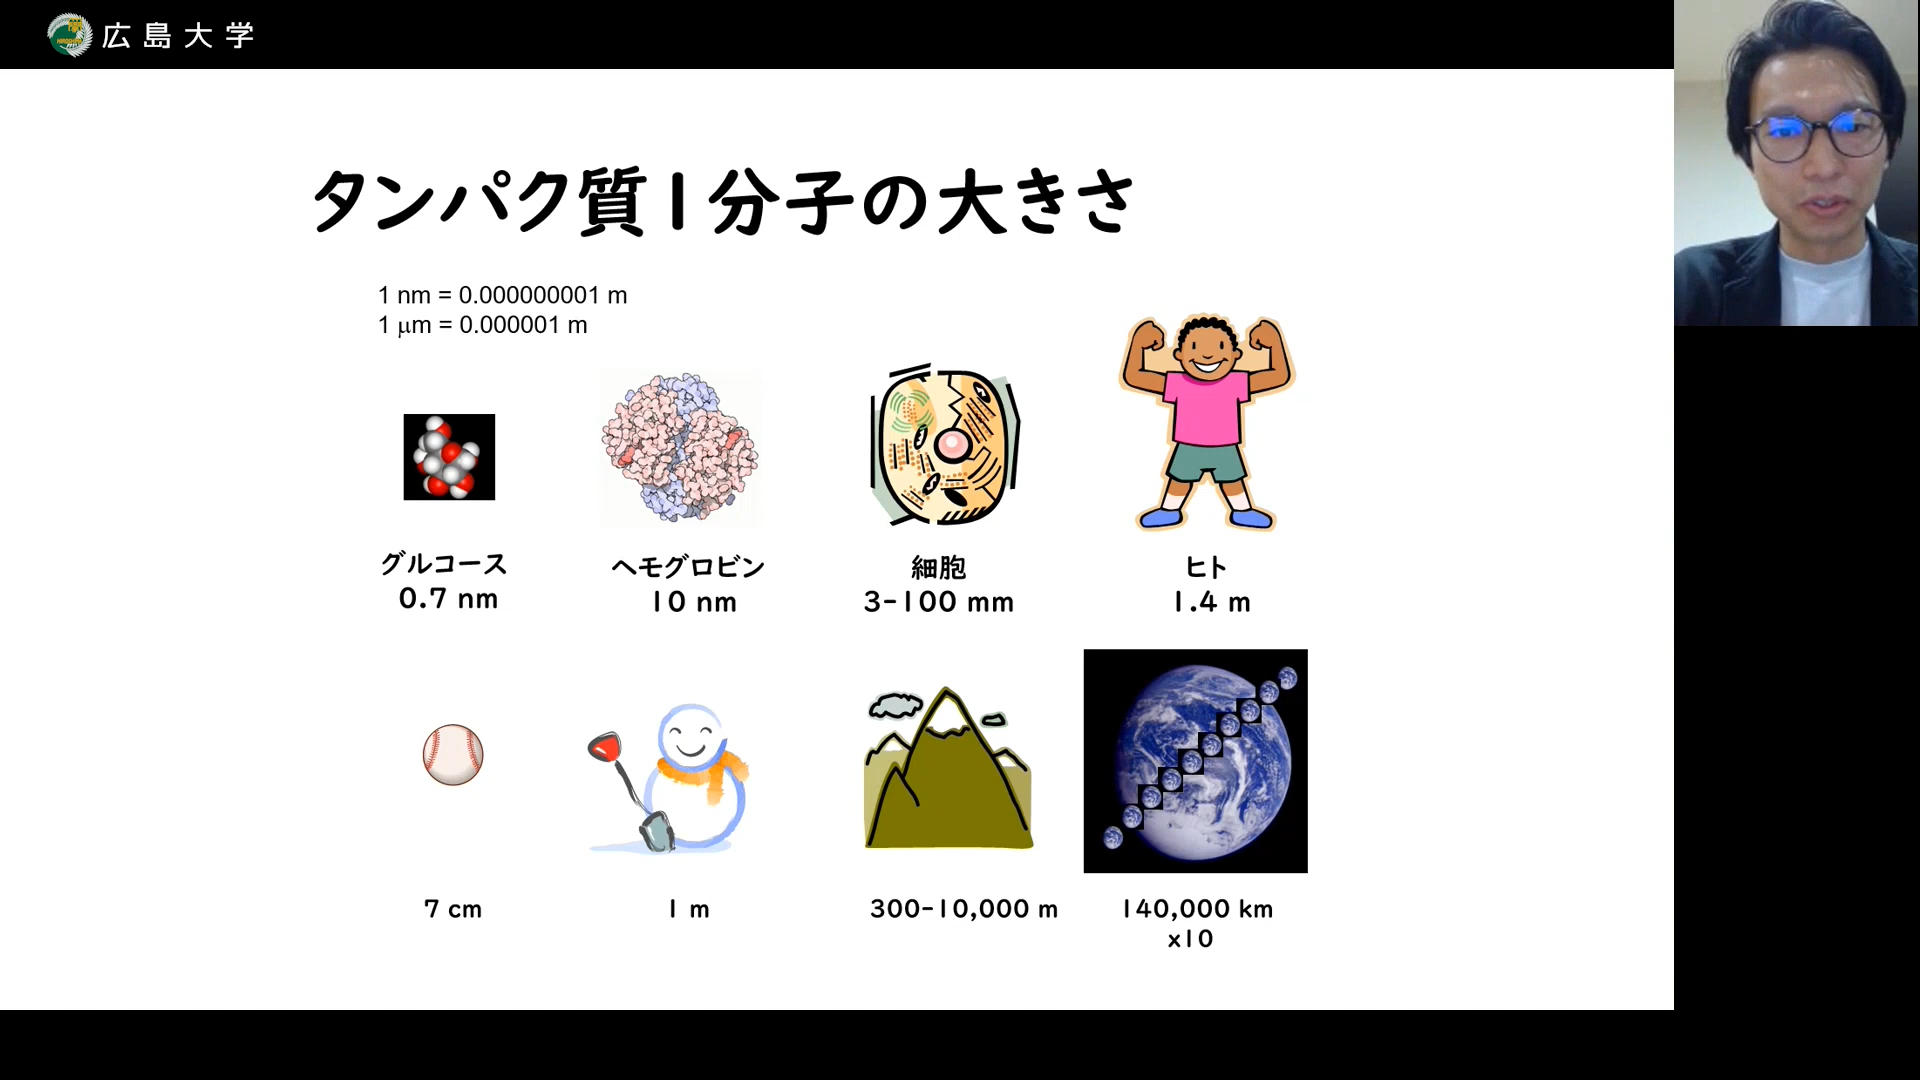 広島大学
タンパク質1分子の大きさ
1 nm = 0.000000001 m
1 μm = 0.000001 m
グルコース
0.7 nm
ヘモグロビン
10 nm
細胞
3-100 mm
ヒト
1.4 m
7 cm
1 m
300-10,000 m
140,000 km
x10